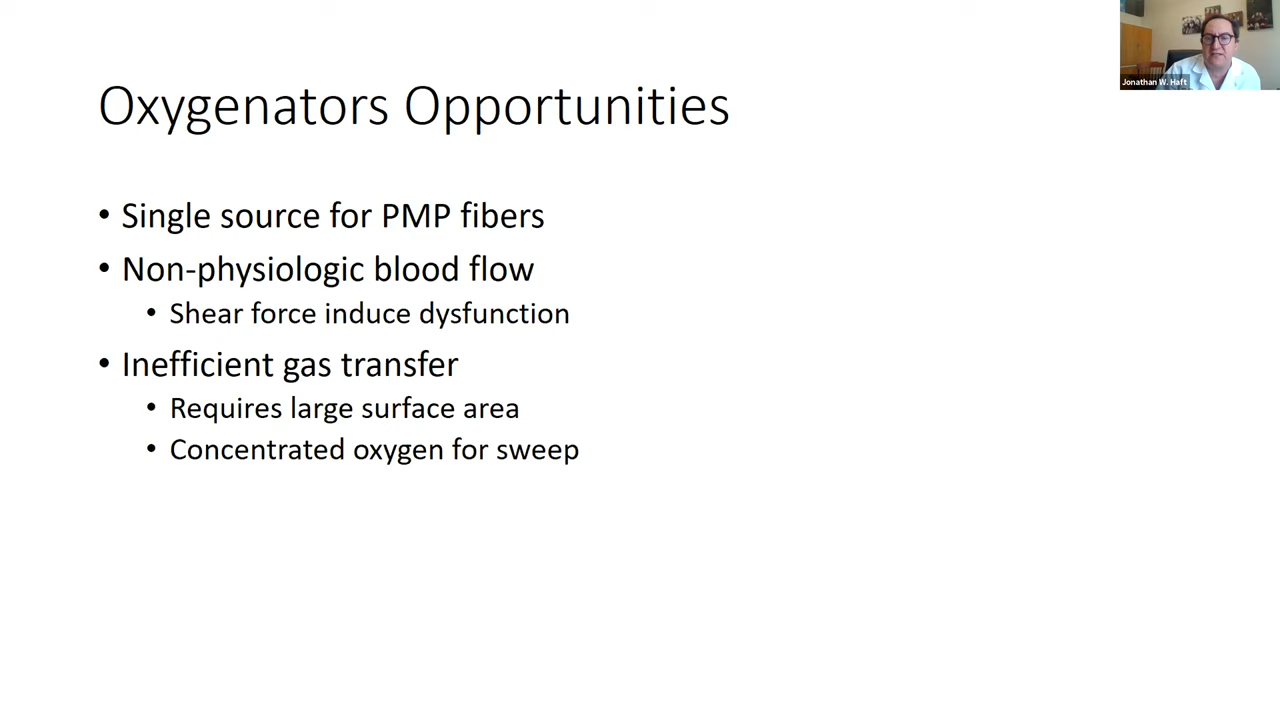 Jonathan W. Haft
Oxygenators Opportunities
• Single source for PMP fibers
• Non-physiologic blood flow
• Shear force induce dysfunction
• Inefficient gas transfer
• Requires large surface area
• Concentrated oxygen for sweep